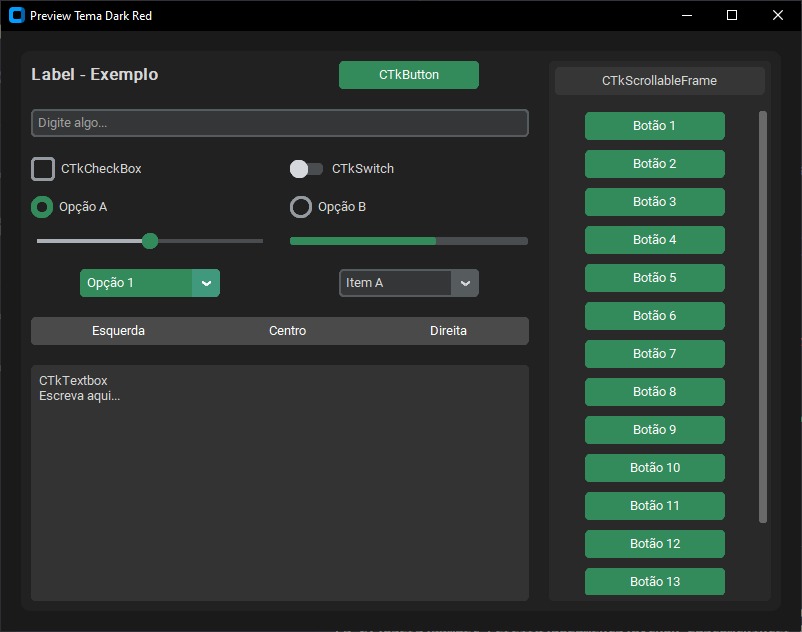 Preview Tema Dark Red
Label - Exemplo
CTkButton
Digite algo...
CTkCheckBox
CTkSwitch
Opção A
Opção B
Opção 1
Item A
Esquerda
Centro
Direita
CTkTextbox
Escreva aqui...
CTkScrollableFrame
Botão 1
Botão 2
Botão 3
Botão 4
Botão 5
Botão 6
Botão 7
Botão 8
Botão 9
Botão 10
Botão 11
Botão 12
Botão 13